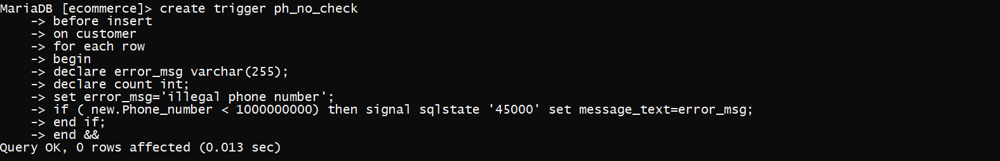 MariaDB [ecommerce]> create trigger ph_no_check
    -> before insert
    -> on customer
    -> for each row
    -> begin
    -> declare error_msg varchar(255);
    -> declare count int;
    -> set error_msg='illegal phone number';
    -> if ( new.Phone_number < 1000000000) then signal sqlstate '45000' set message_text=error_msg;
    -> end if;
    -> end &&
Query OK, 0 rows affected (0.013 sec)